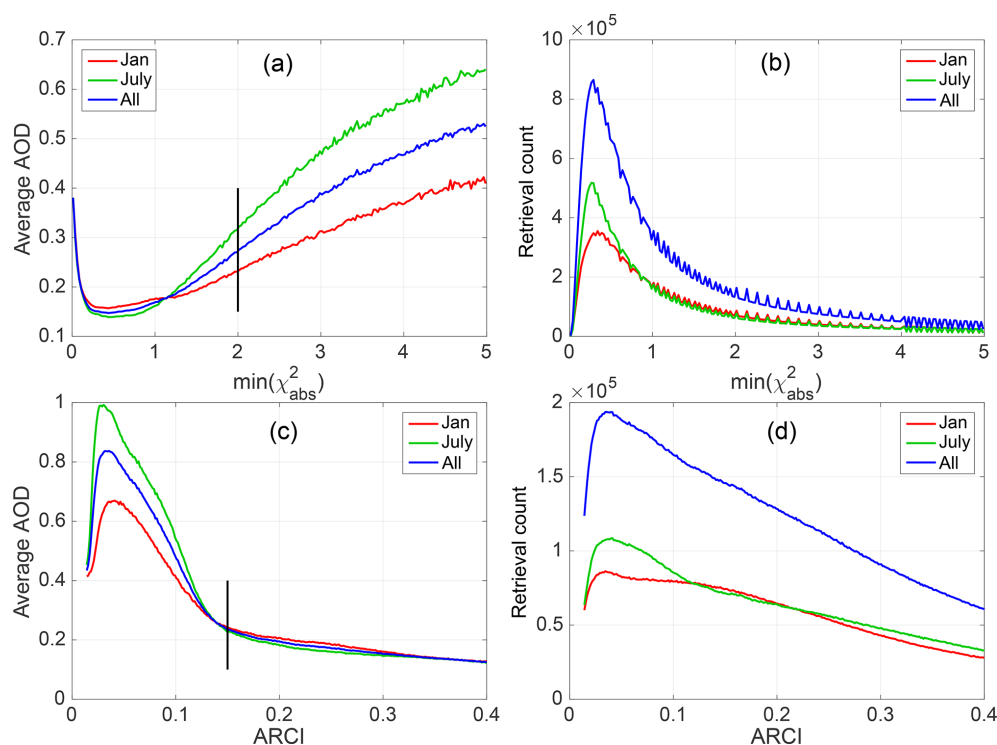 (a)
Jan
July
All
Average AOD
0.7
0.6
0.5
0.4
0.3
0.2
0.1
0 1 2 3 4 5
min(χ²abs)
(b)
×10⁵
Jan
July
All
Retrieval count
10
8
6
4
2
0
0 1 2 3 4 5
min(χ²abs)
(c)
Jan
July
All
Average AOD
1
0.8
0.6
0.4
0.2
0
0 0.1 0.2 0.3 0.4
ARCI
(d)
×10⁵
Jan
July
All
Retrieval count
2
1.5
1
0.5
0
0 0.1 0.2 0.3 0.4
ARCI